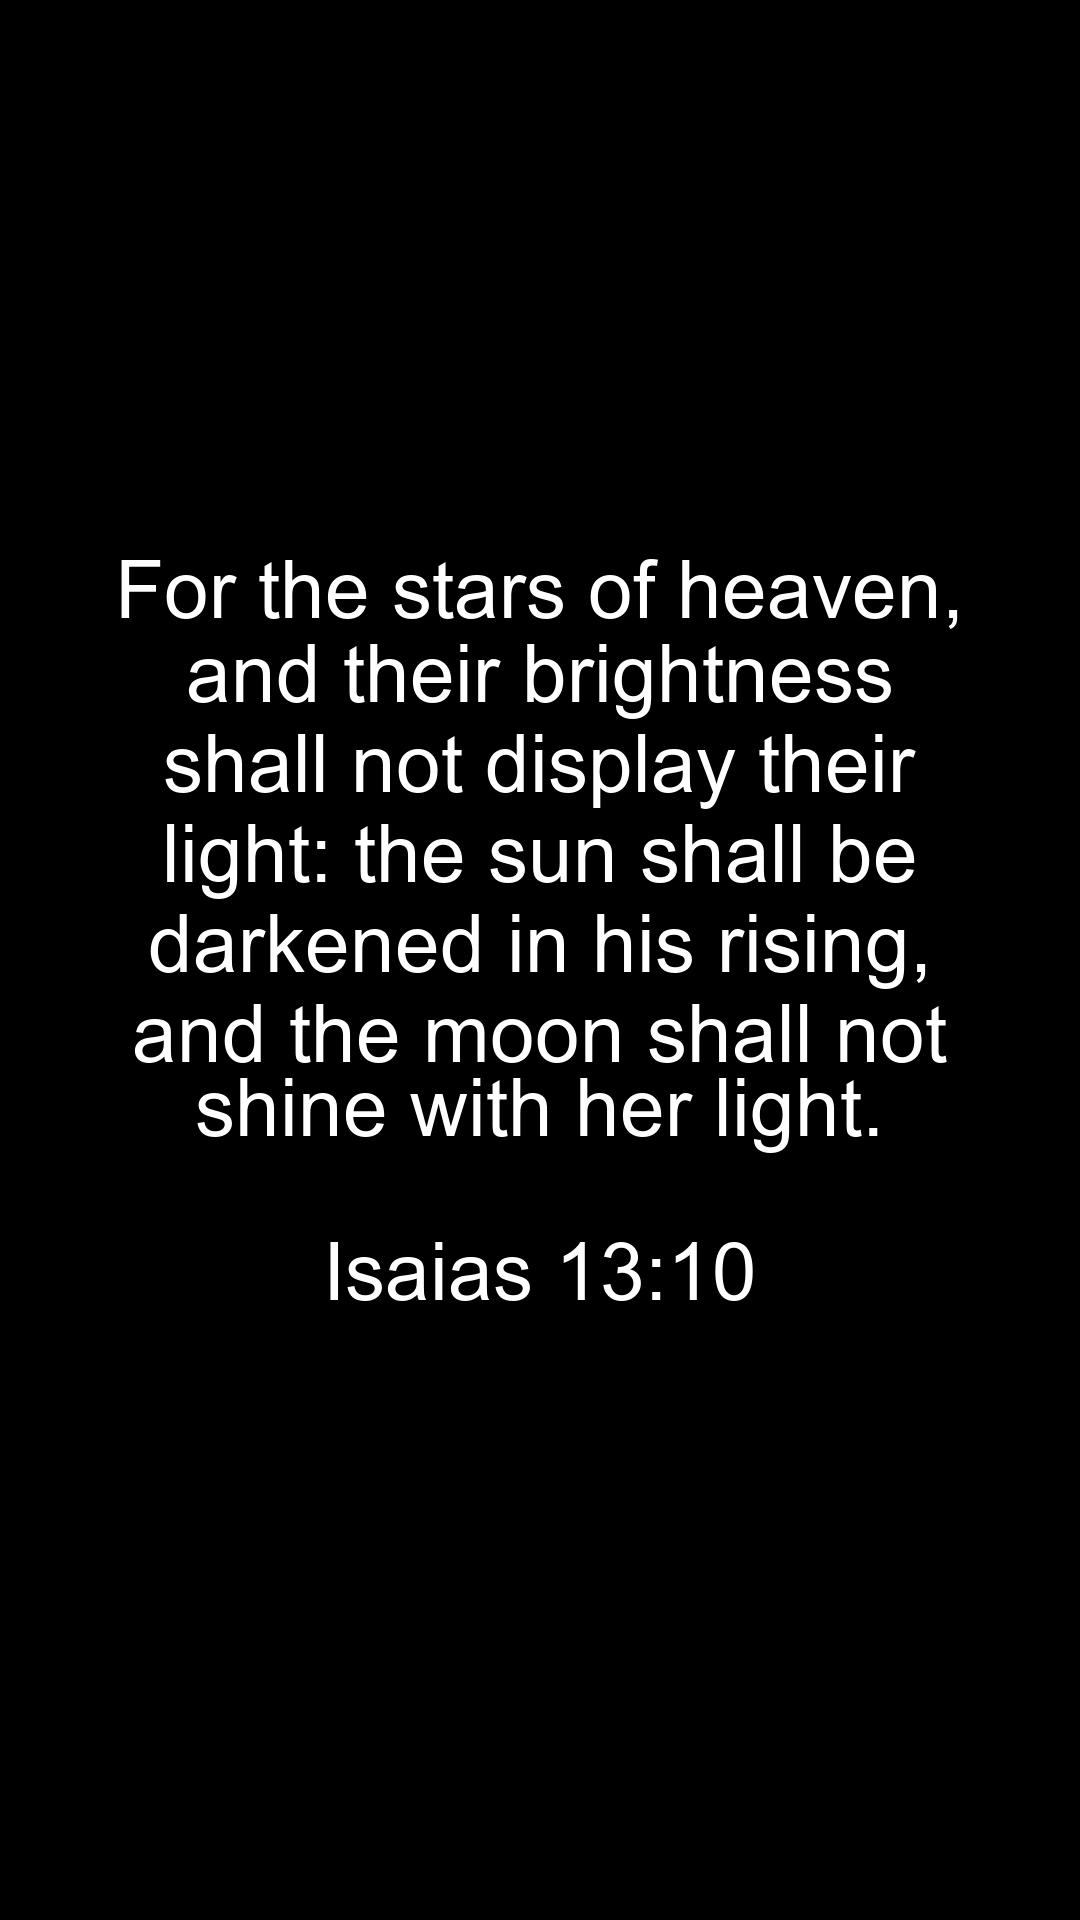 For the stars of heaven,
and their brightness
shall not display their
light: the sun shall be
darkened in his rising,
and the moon shall not
shine with her light.
Isaias 13:10